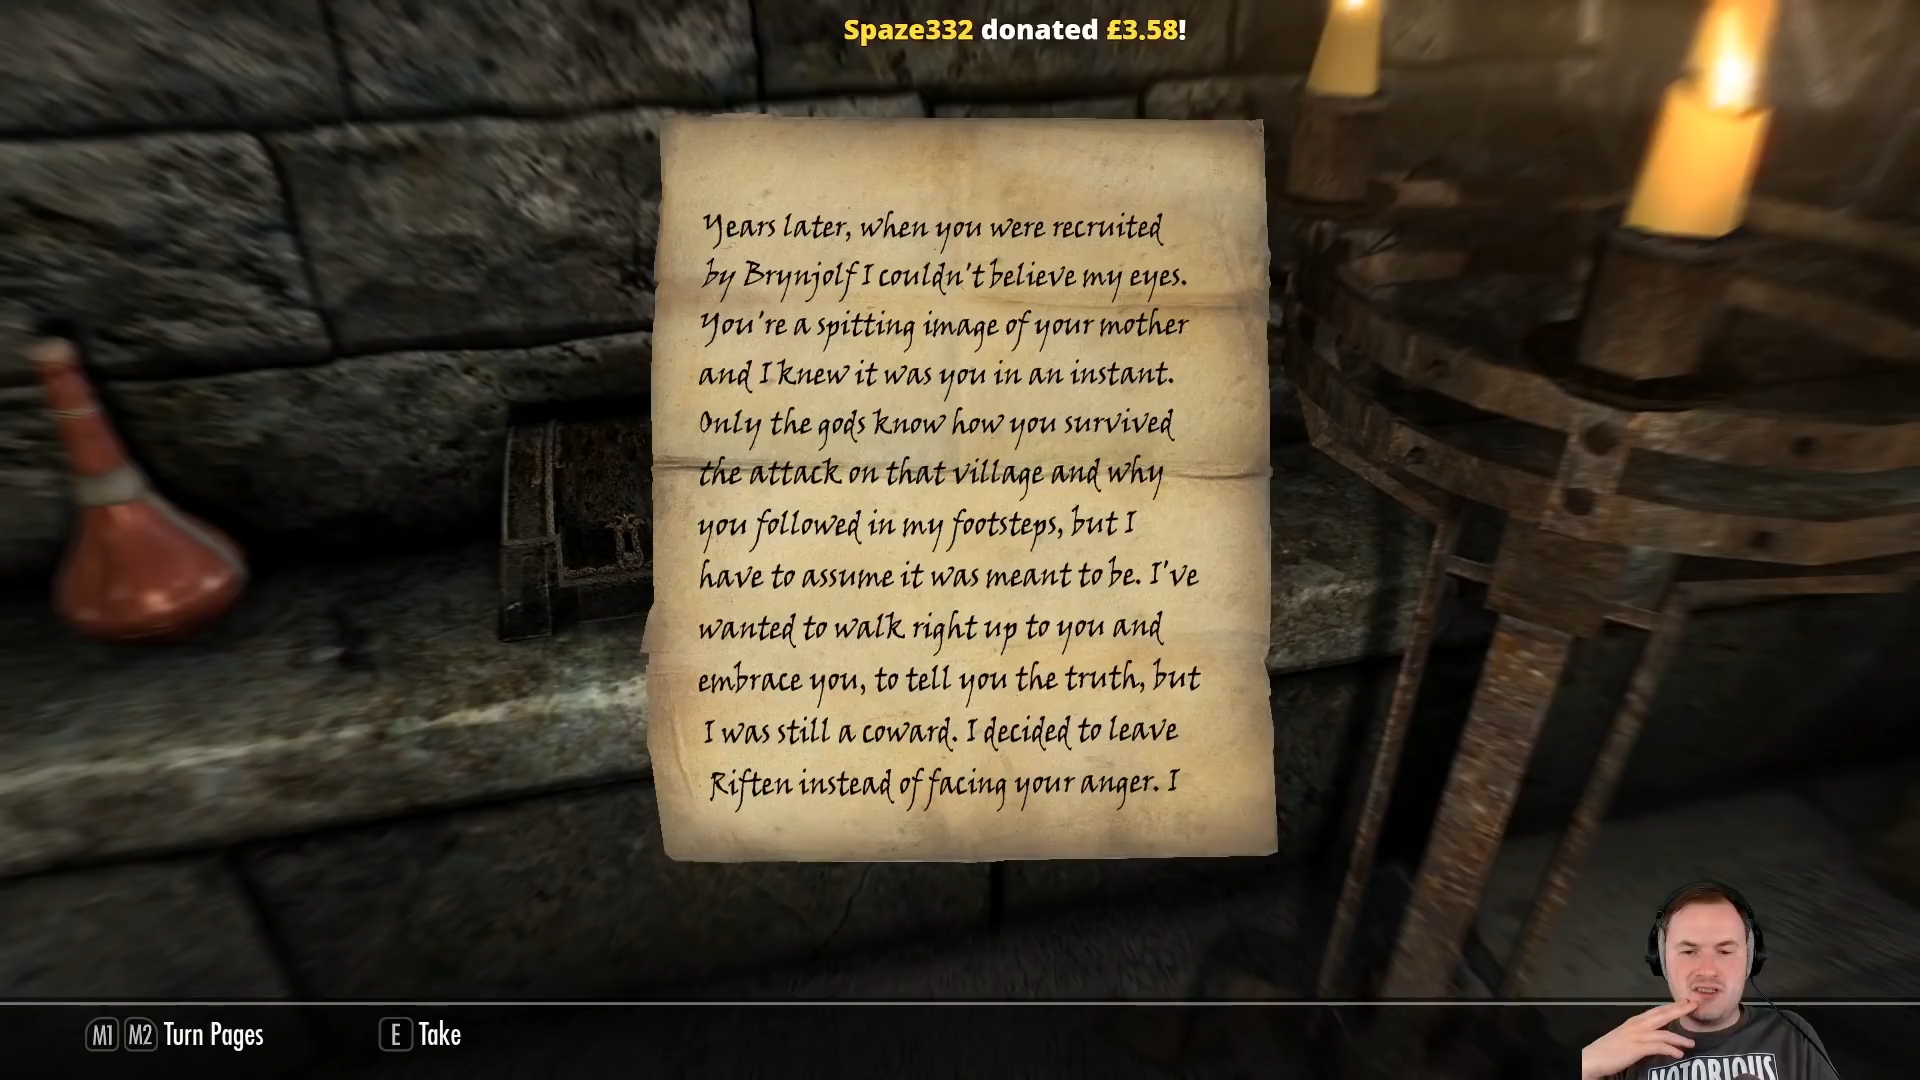 Spaze332 donated £3.58!
Years later, when you were recruited
by Brynjolf I couldn't believe my eyes.
You're a spitting image of your mother
and I knew it was you in an instant.
Only the gods know how you survived
the attack on that village and why
you followed in my footsteps, but I
have to assume it was meant to be. I've
wanted to walk right up to you and
embrace you, to tell you the truth, but
I was still a coward. I decided to leave
Riften instead of facing your anger. I
M1 M2 Turn Pages
E Take
NOTORIOUS